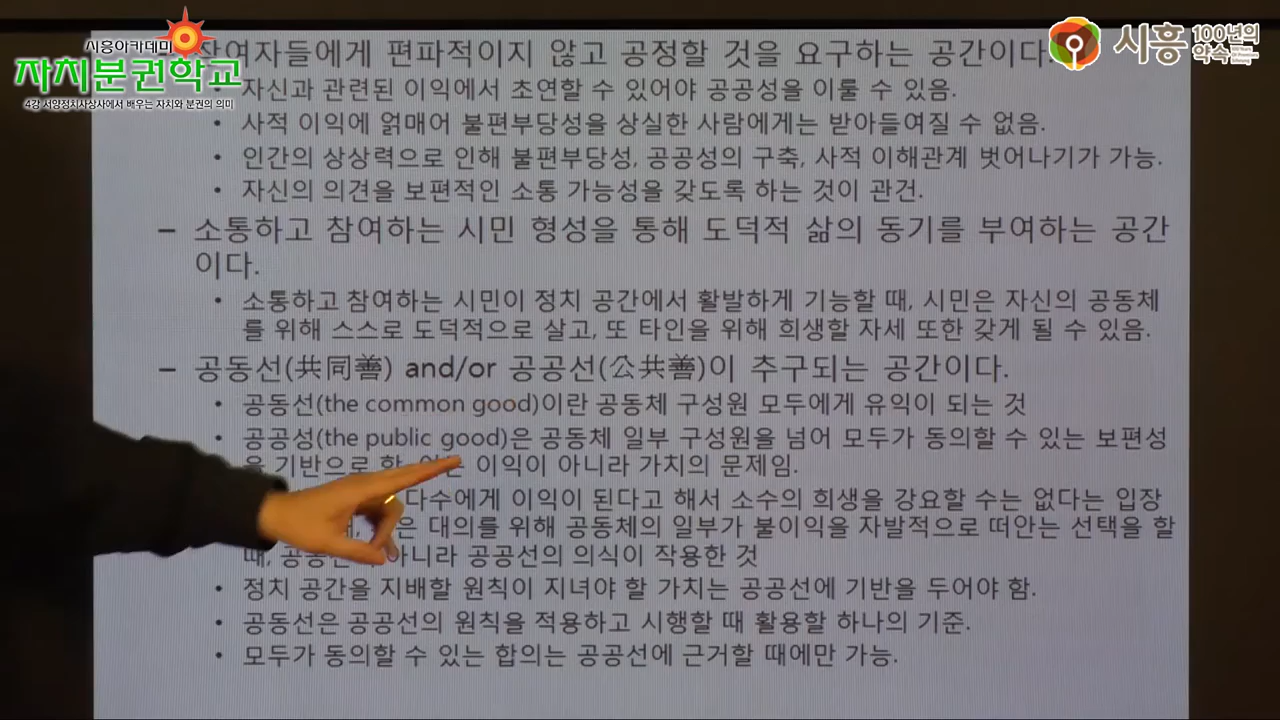 시흥아카데미
자치분권학교
4강 서양정치사상사에서 배우는 자치와 분권의 의미
시흥 100년의 약속
참여자들에게 편파적이지 않고 공정할 것을 요구하는 공간이다.
• 자신과 관련된 이익에서 초연할 수 있어야 공공성을 이룰 수 있음.
• 사적 이익에 얽매어 불편부당성을 상실한 사람에게는 받아들여질 수 없음.
• 인간의 상상력으로 인해 불편부당성, 공공성의 구축, 사적 이해관계 벗어나기가 가능.
• 자신의 의견을 보편적인 소통 가능성을 갖도록 하는 것이 관건.
– 소통하고 참여하는 시민 형성을 통해 도덕적 삶의 동기를 부여하는 공간
이다.
• 소통하고 참여하는 시민이 정치 공간에서 활발하게 기능할 때, 시민은 자신의 공동체
를 위해 스스로 도덕적으로 살고, 또 타인을 위해 희생할 자세 또한 갖게 될 수 있음.
– 공동선(共同善) and/or 공공선(公共善)이 추구되는 공간이다.
• 공동선(the common good)이란 공동체 구성원 모두에게 유익이 되는 것
• 공공성(the public good)은 공동체 일부 구성원을 넘어 모두가 동의할 수 있는 보편성
을 기반으로 함. 이익이 아니라 가치의 문제임.
다수에게 이익이 된다고 해서 소수의 희생을 강요할 수는 없다는 입장
대의를 위해 공동체의 일부가 불이익을 자발적으로 떠안는 선택을 할
때, 아니라 공공선의 의식이 작용한 것
• 정치 공간을 지배할 원칙이 지녀야 할 가치는 공공선에 기반을 두어야 함.
• 공동선은 공공선의 원칙을 적용하고 시행할 때 활용할 하나의 기준.
• 모두가 동의할 수 있는 합의는 공공선에 근거할 때에만 가능.